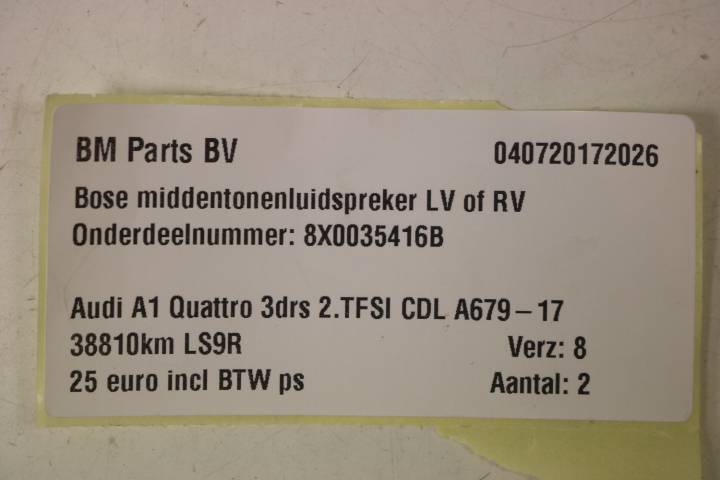 BM Parts BV 040720172026
Bose middentonenluidspreker LV of RV
Onderdeelnummer: 8X0035416B
Audi A1 Quattro 3drs 2.TFSI CDL A679-17
38810km LS9R Verz: 8
25 euro incl BTW ps Aantal: 2